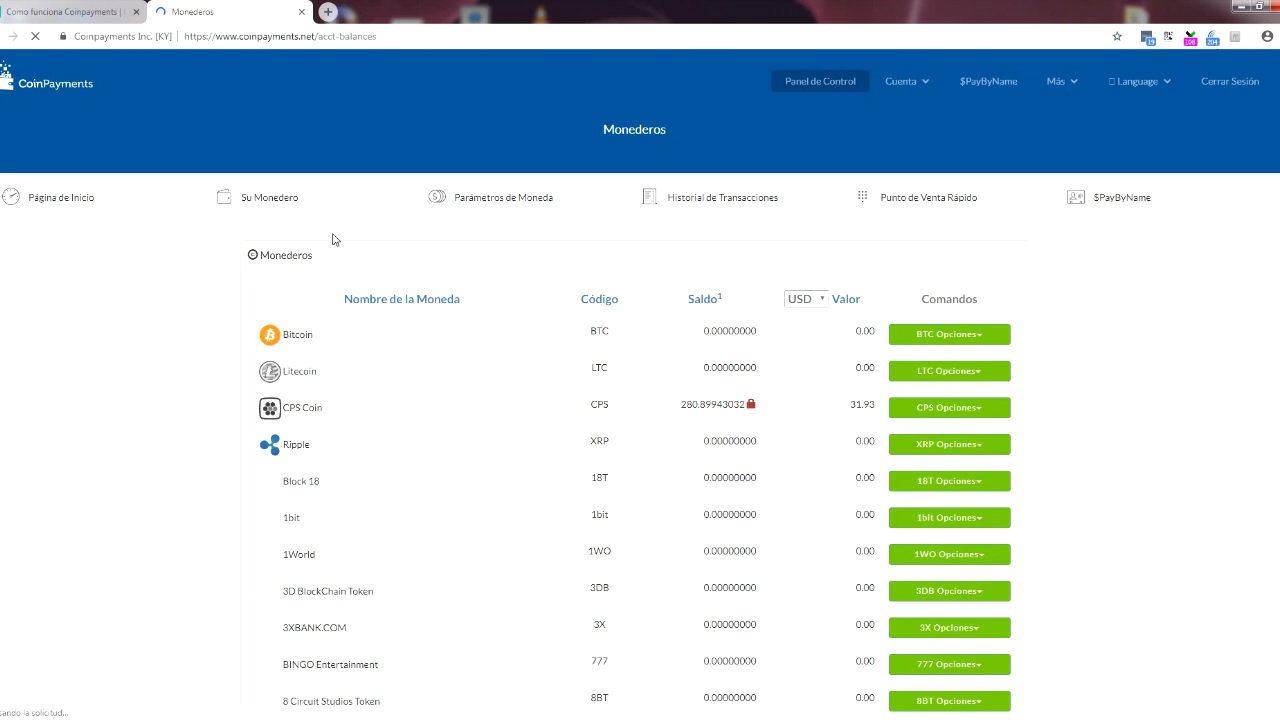 Como funciona Coinpayments |
Monederos
Coinpayments Inc. [KY] | https://www.coinpayments.net/acct-balances
19
108
204
CoinPayments
Panel de Control
Cuenta
$PayByName
Más
Language
Cerrar Sesión
Monederos
Página de Inicio
Su Monedero
Parámetros de Moneda
Historial de Transacciones
Punto de Venta Rápido
$PayByName
Monederos
Nombre de la Moneda Código Saldo1 USD Valor Comandos
Bitcoin BTC 0.00000000 0.00 BTC Opciones
Litecoin LTC 0.00000000 0.00 LTC Opciones
CPS Coin CPS 280.89943032 31.93 CPS Opciones
Ripple XRP 0.00000000 0.00 XRP Opciones
Block 18 18T 0.00000000 0.00 18T Opciones
1bit 1bit 0.00000000 0.00 1bit Opciones
1World 1WO 0.00000000 0.00 1WO Opciones
3D BlockChain Token 3DB 0.00000000 0.00 3DB Opciones
3XBANK.COM 3X 0.00000000 0.00 3X Opciones
BINGO Entertainment 777 0.00000000 0.00 777 Opciones
8 Circuit Studios Token 8BT 0.00000000 0.00 8BT Opciones
sando la solicitud...